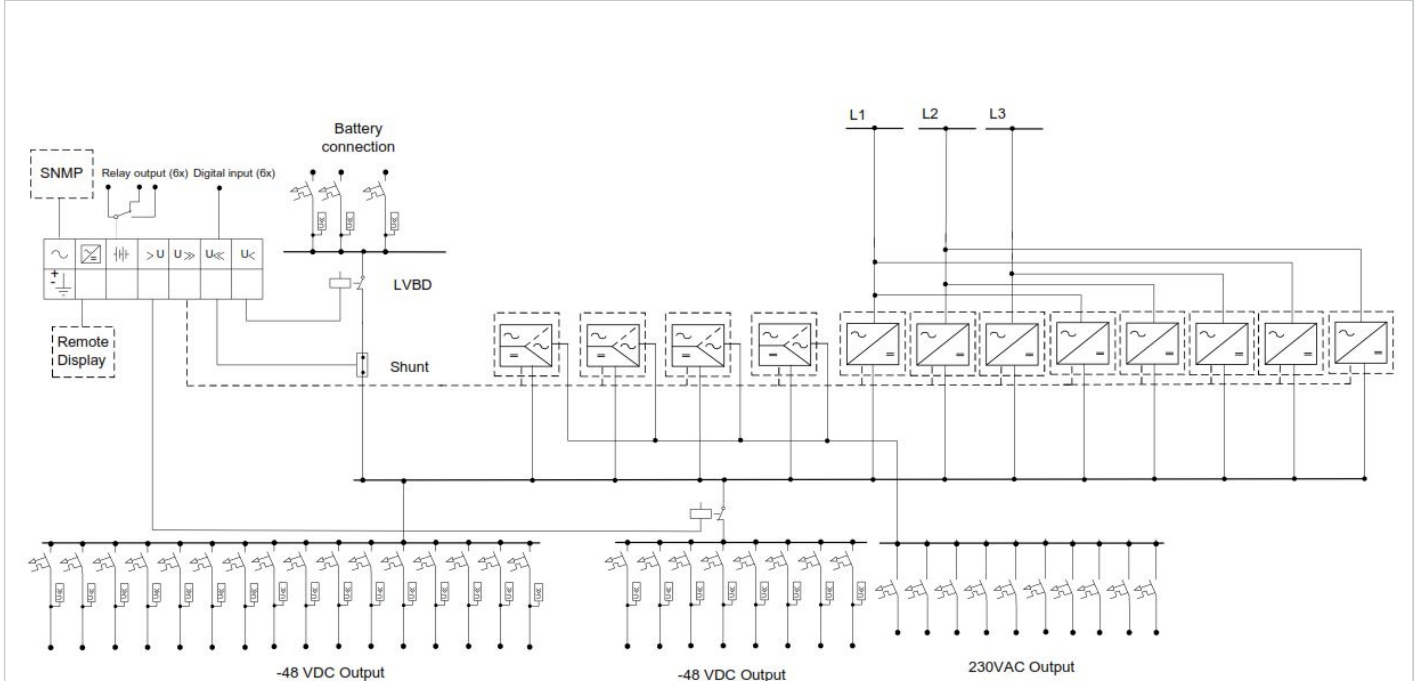 L1 L2 L3
Battery
connection
SNMP Relay output (6x) Digital input (6x)
>U U≫ U≪ U<
+
-
LVBD
Remote
Display
Shunt
-48 VDC Output
-48 VDC Output
230VAC Output